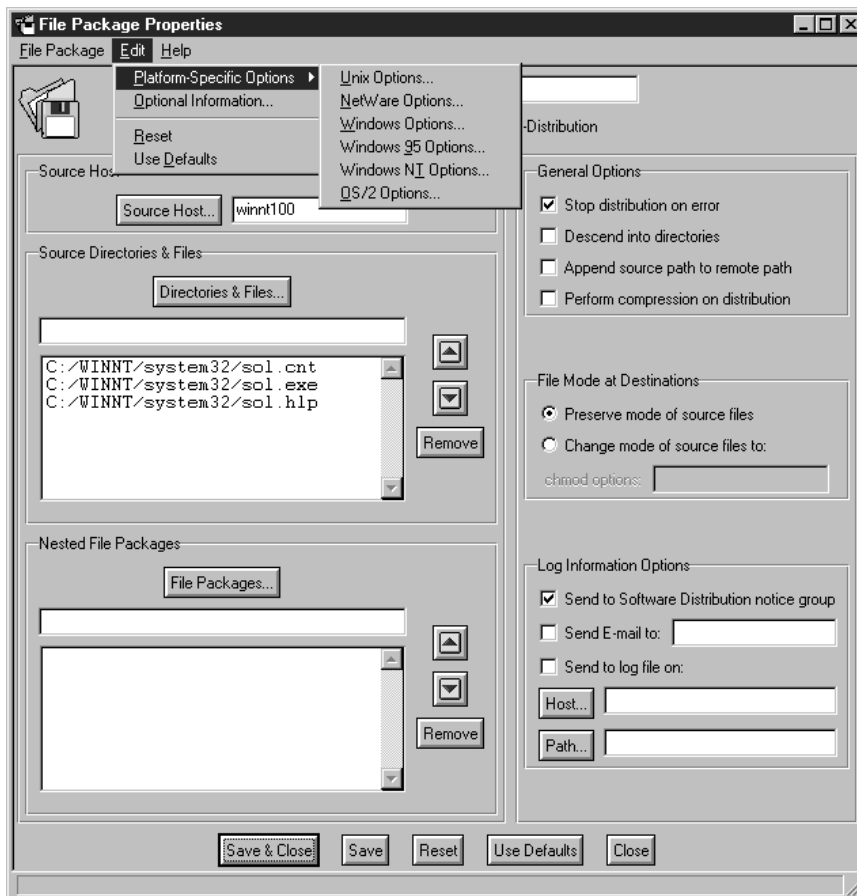 File Package Properties
File Package Edit Help
Platform-Specific Options
Optional Information...
Reset
Use Defaults
Unix Options...
NetWare Options...
Windows Options...
Windows 95 Options...
Windows NT Options...
OS/2 Options...
-Distribution
Source Host
Source Host... winnt100
Source Directories & Files
Directories & Files...
C:/WINNT/system32/sol.cnt
C:/WINNT/system32/sol.exe
C:/WINNT/system32/sol.hlp
Remove
Nested File Packages
File Packages...
Remove
General Options
Stop distribution on error
Descend into directories
Append source path to remote path
Perform compression on distribution
File Mode at Destinations
Preserve mode of source files
Change mode of source files to:
chmod options:
Log Information Options
Send to Software Distribution notice group
Send E-mail to:
Send to log file on:
Host...
Path...
Save & Close Save Reset Use Defaults Close